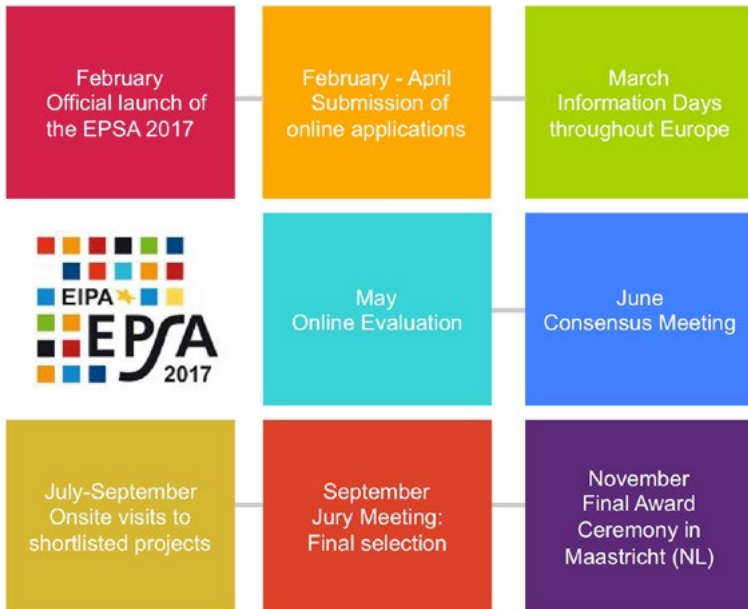 February
Official launch of
the EPSA 2017
February - April
Submission of
online applications
March
Information Days
throughout Europe
EIPA
EPSA
2017
May
Online Evaluation
June
Consensus Meeting
July-September
Onsite visits to
shortlisted projects
September
Jury Meeting:
Final selection
November
Final Award
Ceremony in
Maastricht (NL)